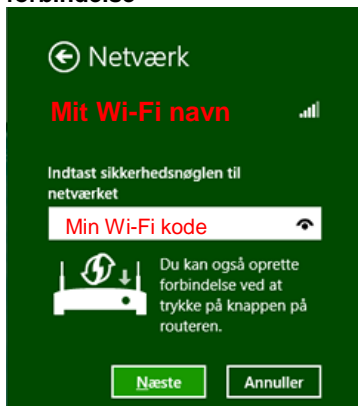 forbindelse
Netværk
Mit Wi-Fi navn
Indtast sikkerhedsnøglen til
netværket
Min Wi-Fi kode
Du kan også oprette
forbindelse ved at
trykke på knappen på
routeren.
Næste Annuller